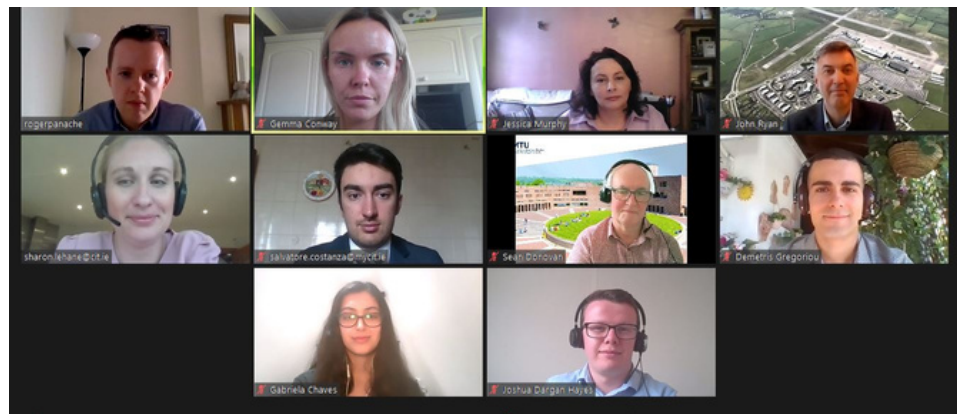 rogerpanache
Gemma Conway
Jessica Murphy
John Ryan
sharon.lehane@cit.ie
salvatore.costanza@mycit.ie
MTU
Sean Donovan
Demetris Gregoriou
Gabriela Chaves
Joshua Dargan Hayes